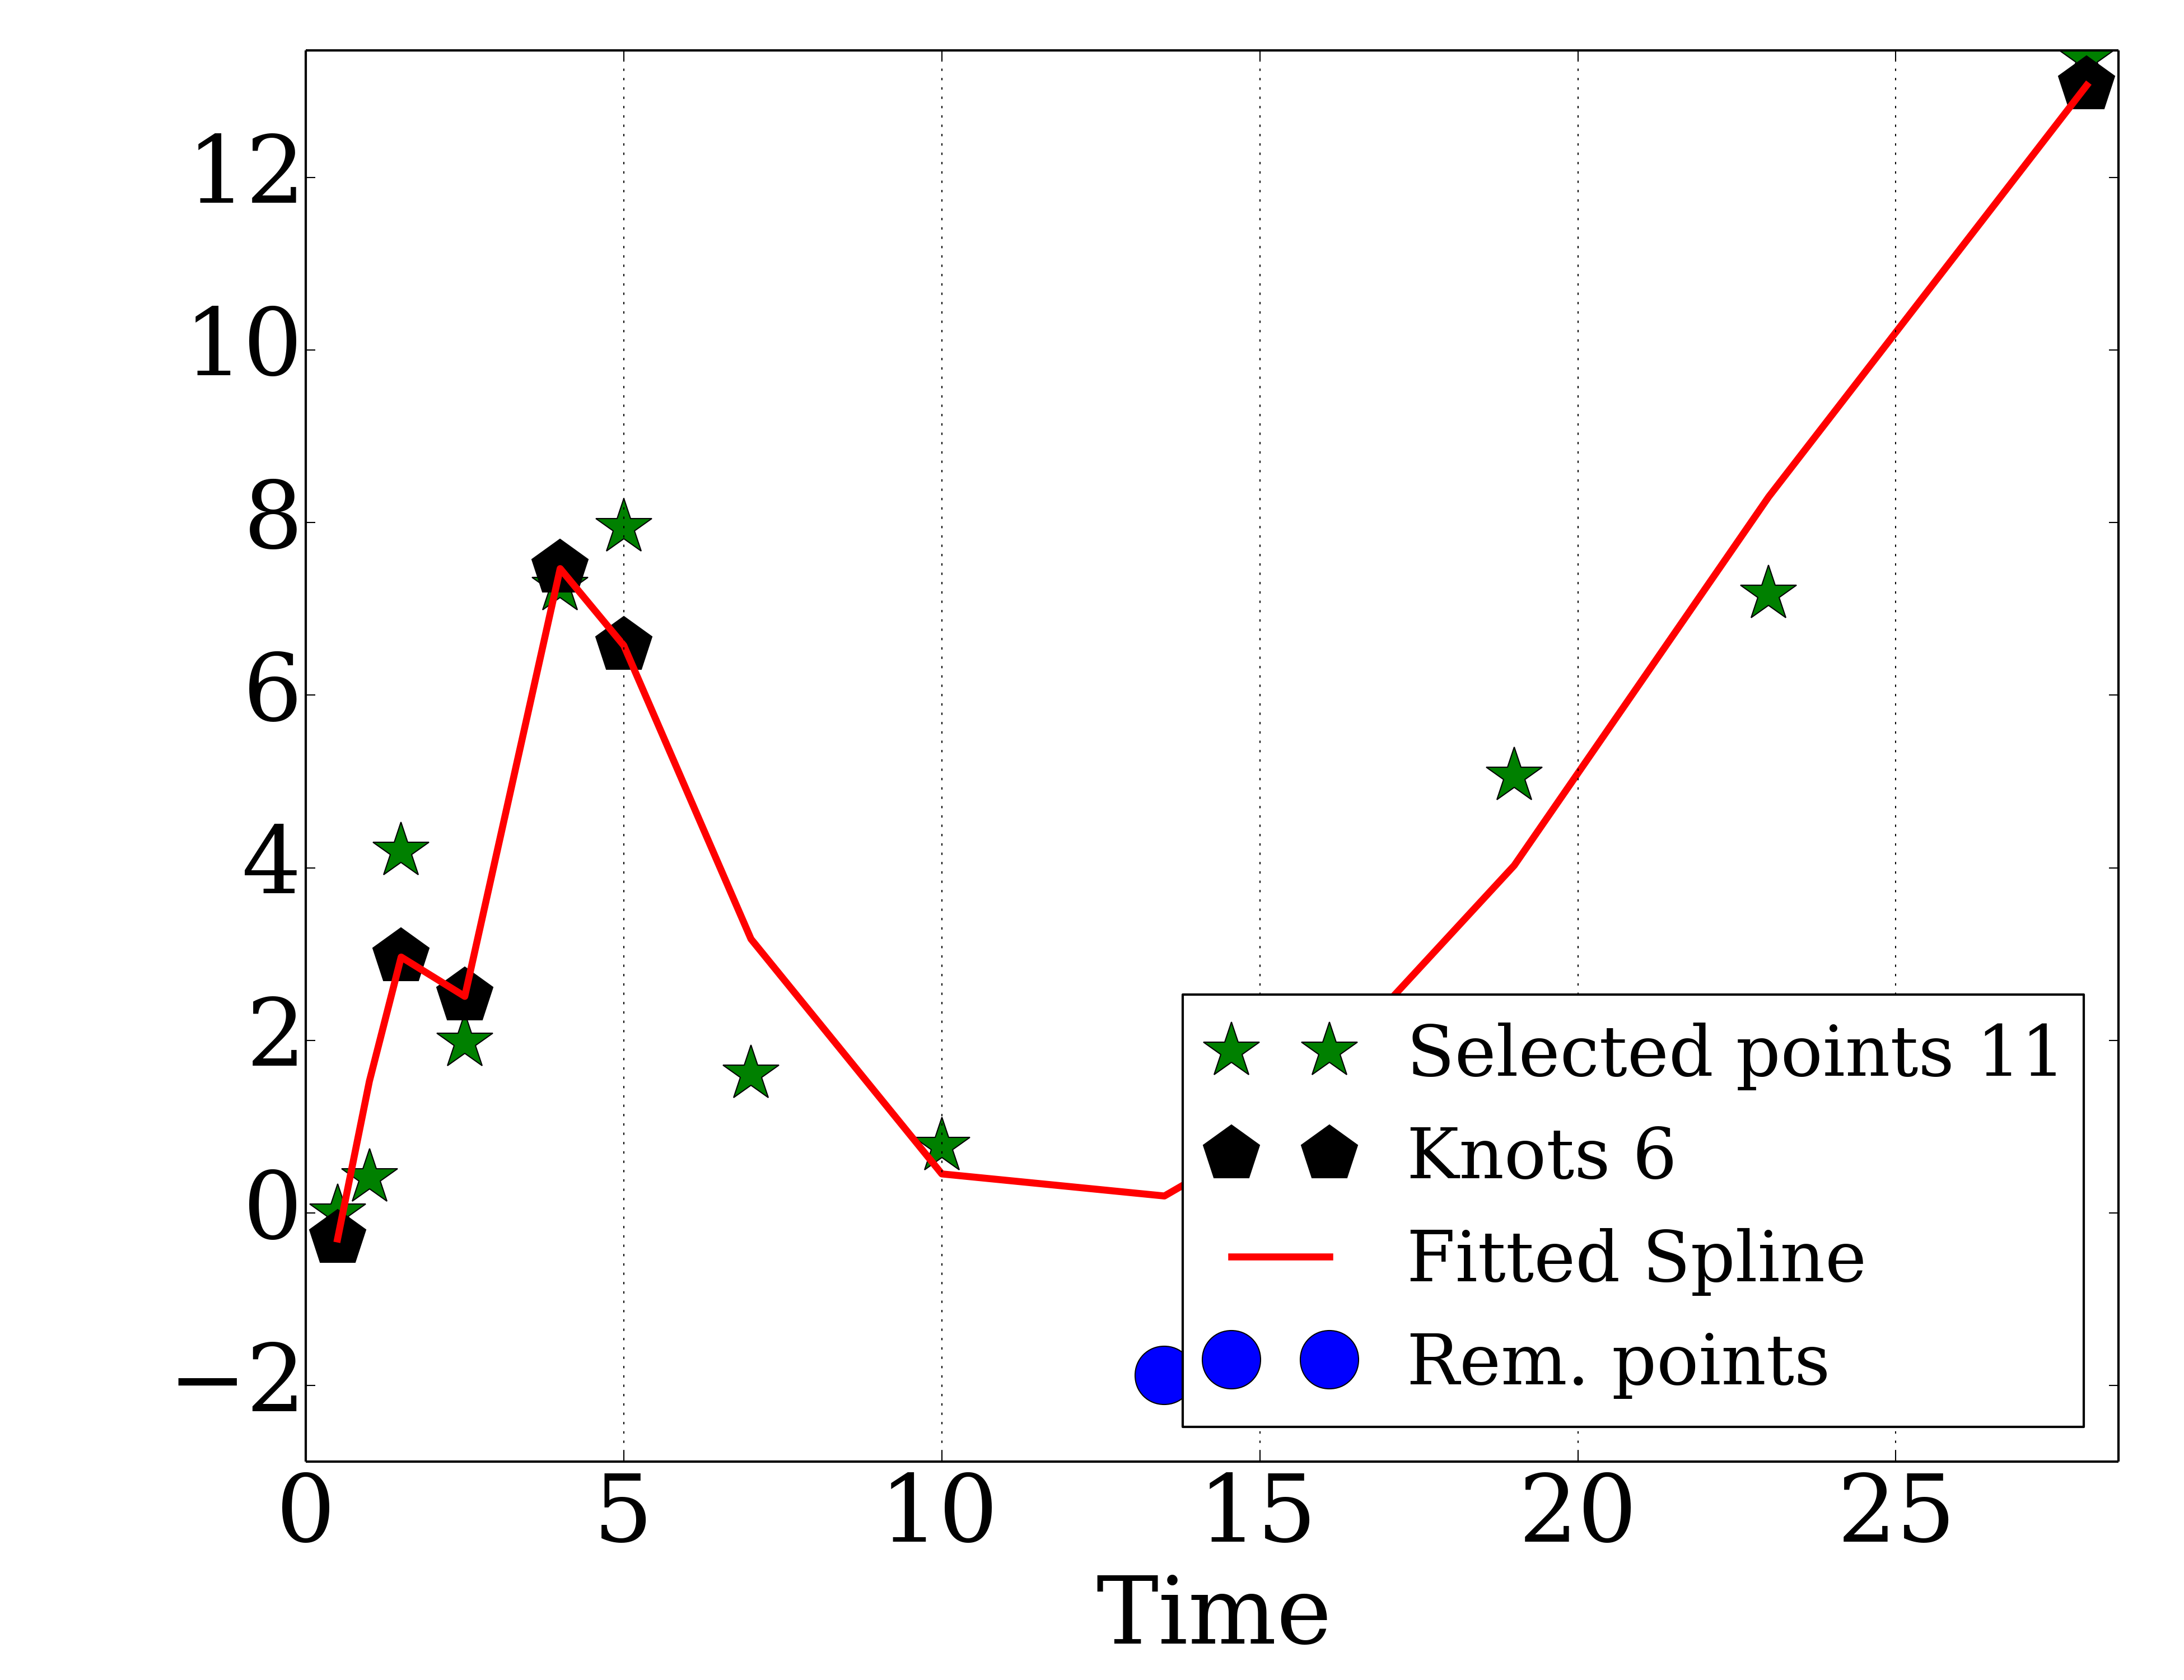 12
10
8
6
4
2
0
−2
Selected points 11
Knots 6
Fitted Spline
Rem. points
0 5 10 15 20 25
Time